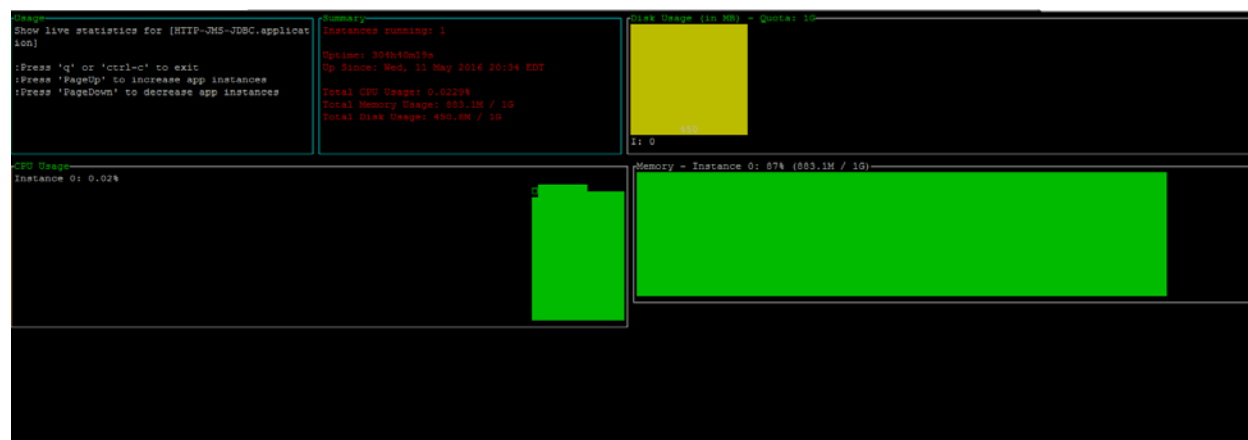 Usage
Show live statistics for [HTTP-JMS-JDBC.applicat
ion]
:Press 'q' or 'ctrl-c' to exit
:Press 'PageUp' to increase app instances
:Press 'PageDown' to decrease app instances
Summary
Instances running: 1
Uptime: 304h40m19s
Up Since: Wed, 11 May 2016 20:34 EDT
Total CPU Usage: 0.0229%
Total Memory Usage: 883.1M / 1G
Total Disk Usage: 450.6M / 1G
Disk Usage (in MB) - Quota: 1G
450
I: 0
CPU Usage
Instance 0: 0.02%
Memory - Instance 0: 87% (883.1M / 1G)